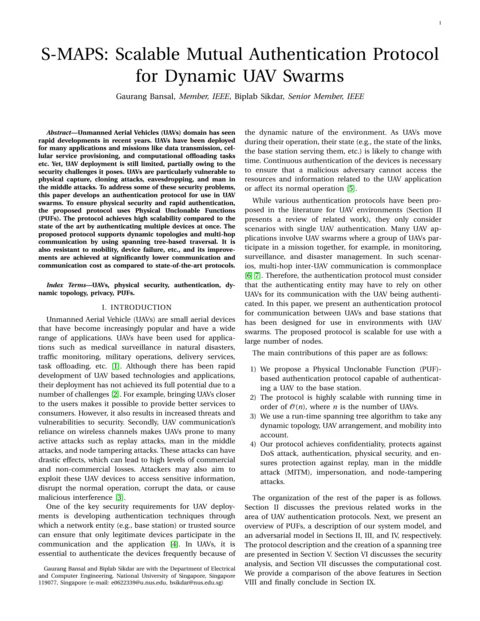 1
S-MAPS: Scalable Mutual Authentication Protocol
for Dynamic UAV Swarms
Gaurang Bansal, Member, IEEE, Biplab Sikdar, Senior Member, IEEE
Abstract—Unmanned Aerial Vehicles (UAVs) domain has seen
rapid developments in recent years. UAVs have been deployed
for many applications and missions like data transmission, cel-
lular service provisioning, and computational offloading tasks
etc. Yet, UAV deployment is still limited, partially owing to the
security challenges it poses. UAVs are particularly vulnerable to
physical capture, cloning attacks, eavesdropping, and man in
the middle attacks. To address some of these security problems,
this paper develops an authentication protocol for use in UAV
swarms. To ensure physical security and rapid authentication,
the proposed protocol uses Physical Unclonable Functions
(PUFs). The protocol achieves high scalability compared to the
state of the art by authenticating multiple devices at once. The
proposed protocol supports dynamic topologies and multi-hop
communication by using spanning tree-based traversal. It is
also resistant to mobility, device failure, etc., and its improve-
ments are achieved at significantly lower communication and
communication cost as compared to state-of-the-art protocols.
Index Terms—UAVs, physical security, authentication, dy-
namic topology, privacy, PUFs.
I. INTRODUCTION
Unmanned Aerial Vehicle (UAVs) are small aerial devices
that have become increasingly popular and have a wide
range of applications. UAVs have been used for applica-
tions such as medical surveillance in natural disasters,
traffic monitoring, military operations, delivery services,
task offloading, etc. [1]. Although there has been rapid
development of UAV based technologies and applications,
their deployment has not achieved its full potential due to a
number of challenges [2]. For example, bringing UAVs closer
to the users makes it possible to provide better services to
consumers. However, it also results in increased threats and
vulnerabilities to security. Secondly, UAV communication's
reliance on wireless channels makes UAVs prone to many
active attacks such as replay attacks, man in the middle
attacks, and node tampering attacks. These attacks can have
drastic effects, which can lead to high levels of commercial
and non-commercial losses. Attackers may also aim to
exploit these UAV devices to access sensitive information,
disrupt the normal operation, corrupt the data, or cause
malicious interference [3].
One of the key security requirements for UAV deploy-
ments is developing authentication techniques through
which a network entity (e.g., base station) or trusted source
can ensure that only legitimate devices participate in the
communication and the application [4]. In UAVs, it is
essential to authenticate the devices frequently because of
Gaurang Bansal and Biplab Sikdar are with the Department of Electrical
and Computer Engineering, National University of Singapore, Singapore
119077, Singapore (e-mail: e0622339@u.nus.edu, bsikdar@nus.edu.sg)
the dynamic nature of the environment. As UAVs move
during their operation, their state (e.g., the state of the links,
the base station serving them, etc.) is likely to change with
time. Continuous authentication of the devices is necessary
to ensure that a malicious adversary cannot access the
resources and information related to the UAV application
or affect its normal operation [5].
While various authentication protocols have been pro-
posed in the literature for UAV environments (Section II
presents a review of related work), they only consider
scenarios with single UAV authentication. Many UAV ap-
plications involve UAV swarms where a group of UAVs par-
ticipate in a mission together, for example, in monitoring,
surveillance, and disaster management. In such scenar-
ios, multi-hop inter-UAV communication is commonplace
[6][7]. Therefore, the authentication protocol must consider
that the authenticating entity may have to rely on other
UAVs for its communication with the UAV being authenti-
cated. In this paper, we present an authentication protocol
for communication between UAVs and base stations that
has been designed for use in environments with UAV
swarms. The proposed protocol is scalable for use with a
large number of nodes.
The main contributions of this paper are as follows:
1) We propose a Physical Unclonable Function (PUF)-
based authentication protocol capable of authenticat-
ing a UAV to the base station.
2) The protocol is highly scalable with running time in
order of 𝒪(n), where n is the number of UAVs.
3) We use a run-time spanning tree algorithm to take any
dynamic topology, UAV arrangement, and mobility into
account.
4) Our protocol achieves confidentiality, protects against
DoS attack, authentication, physical security, and en-
sures protection against replay, man in the middle
attack (MITM), impersonation, and node-tampering
attacks.
The organization of the rest of the paper is as follows.
Section II discusses the previous related works in the
area of UAV authentication protocols. Next, we present an
overview of PUFs, a description of our system model, and
an adversarial model in Sections II, III, and IV, respectively.
The protocol description and the creation of a spanning tree
are presented in Section V. Section VI discusses the security
analysis, and Section VII discusses the computational cost.
We provide a comparison of the above features in Section
VIII and finally conclude in Section IX.